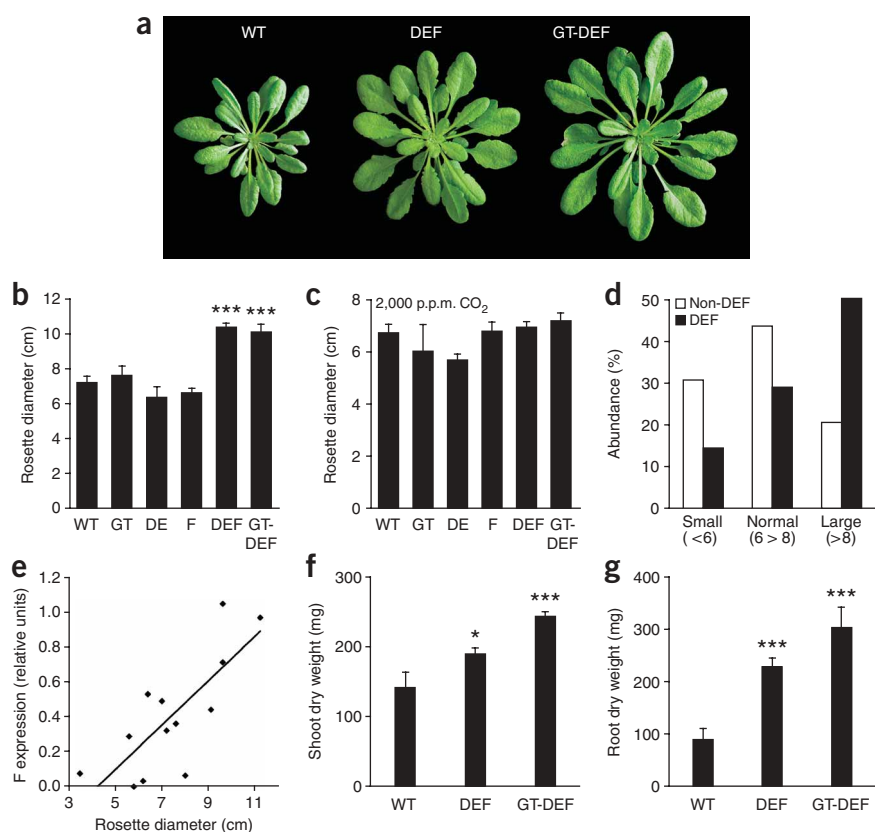 a
WT
DEF
GT-DEF
b
12
10
8
6
4
2
0
Rosette diameter (cm)
***
***
WT
GT
DE
F
DEF
GT-
DEF
c
2,000 p.p.m. CO2
8
6
4
2
0
Rosette diameter (cm)
WT
GT
DE
F
DEF
GT-
DEF
d
Non-DEF
DEF
50
40
30
20
10
0
Abundance (%)
Small
(<6)
Normal
(6 > 8)
Large
(>8)
e
1.2
1.0
0.8
0.6
0.4
0.2
0.0
F expression (relative units)
3
5
7
9
11
Rosette diameter (cm)
f
300
200
100
0
Shoot dry weight (mg)
*
***
WT
DEF
GT-DEF
g
400
300
200
100
0
Root dry weight (mg)
***
***
WT
DEF
GT-DEF